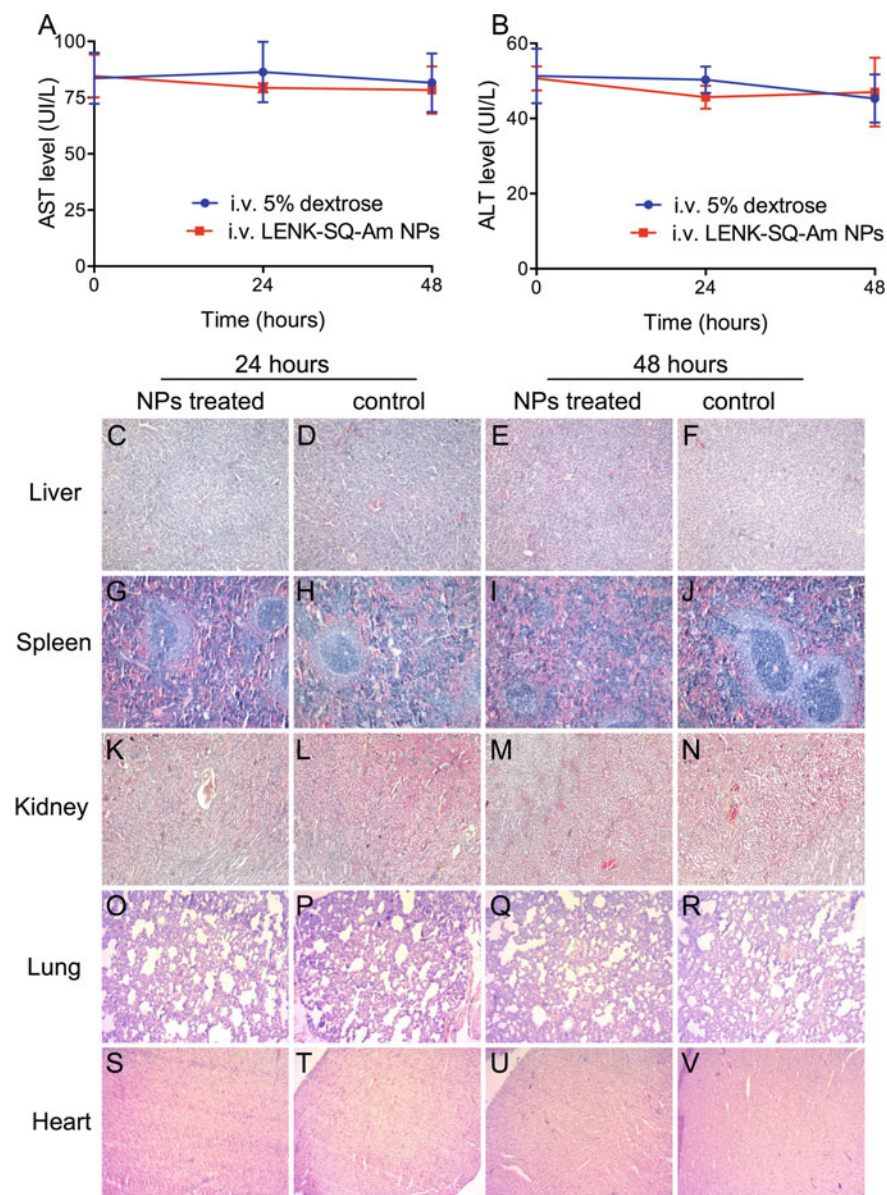 A
AST level (UI/L)
100
75
50
25
0
0 24 48
Time (hours)
i.v. 5% dextrose
i.v. LENK-SQ-Am NPs
B
ALT level (UI/L)
60
40
20
0
0 24 48
Time (hours)
i.v. 5% dextrose
i.v. LENK-SQ-Am NPs
24 hours 48 hours
NPs treated control NPs treated control
Liver C D E F
Spleen G H I J
Kidney K L M N
Lung O P Q R
Heart S T U V